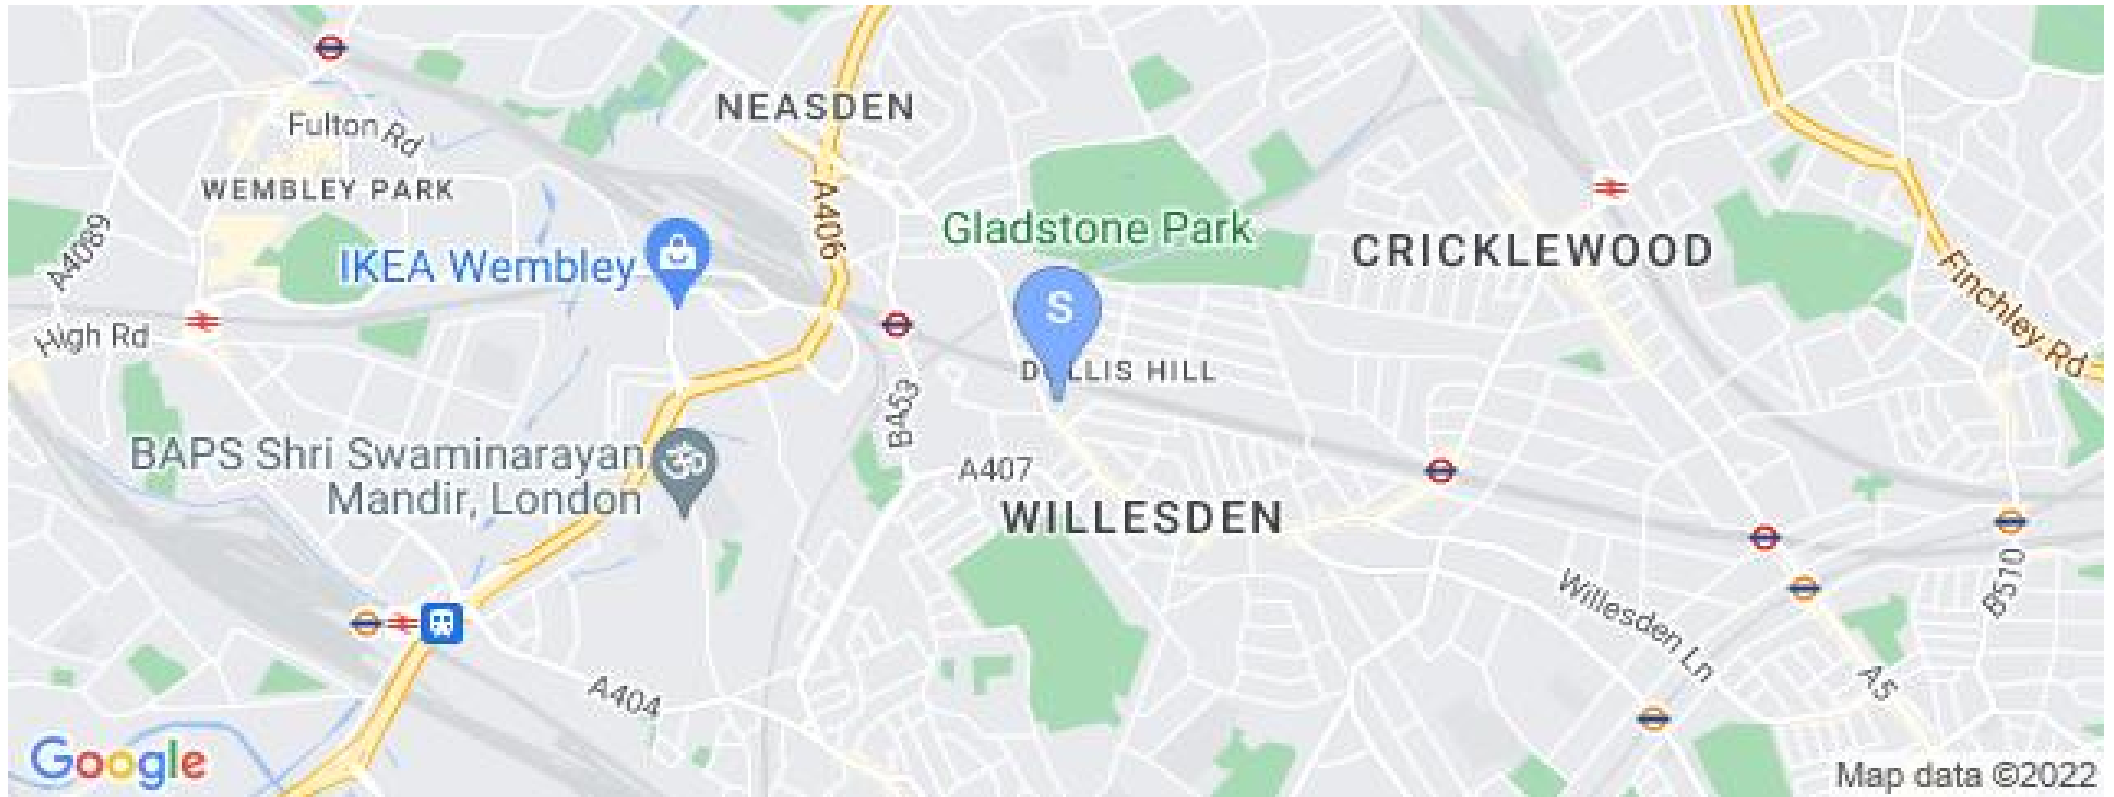 NEASDEN
Fulton Rd
WEMBLEY PARK
A4089
A406
Gladstone Park
IKEA Wembley
CRICKLEWOOD
Finchley Rd
High Rd
S
DOLLIS HILL
B453
BAPS Shri Swaminarayan
Mandir, London
A407
WILLESDEN
Willesden Ln
B510
A404
A5
Google
Map data ©2022